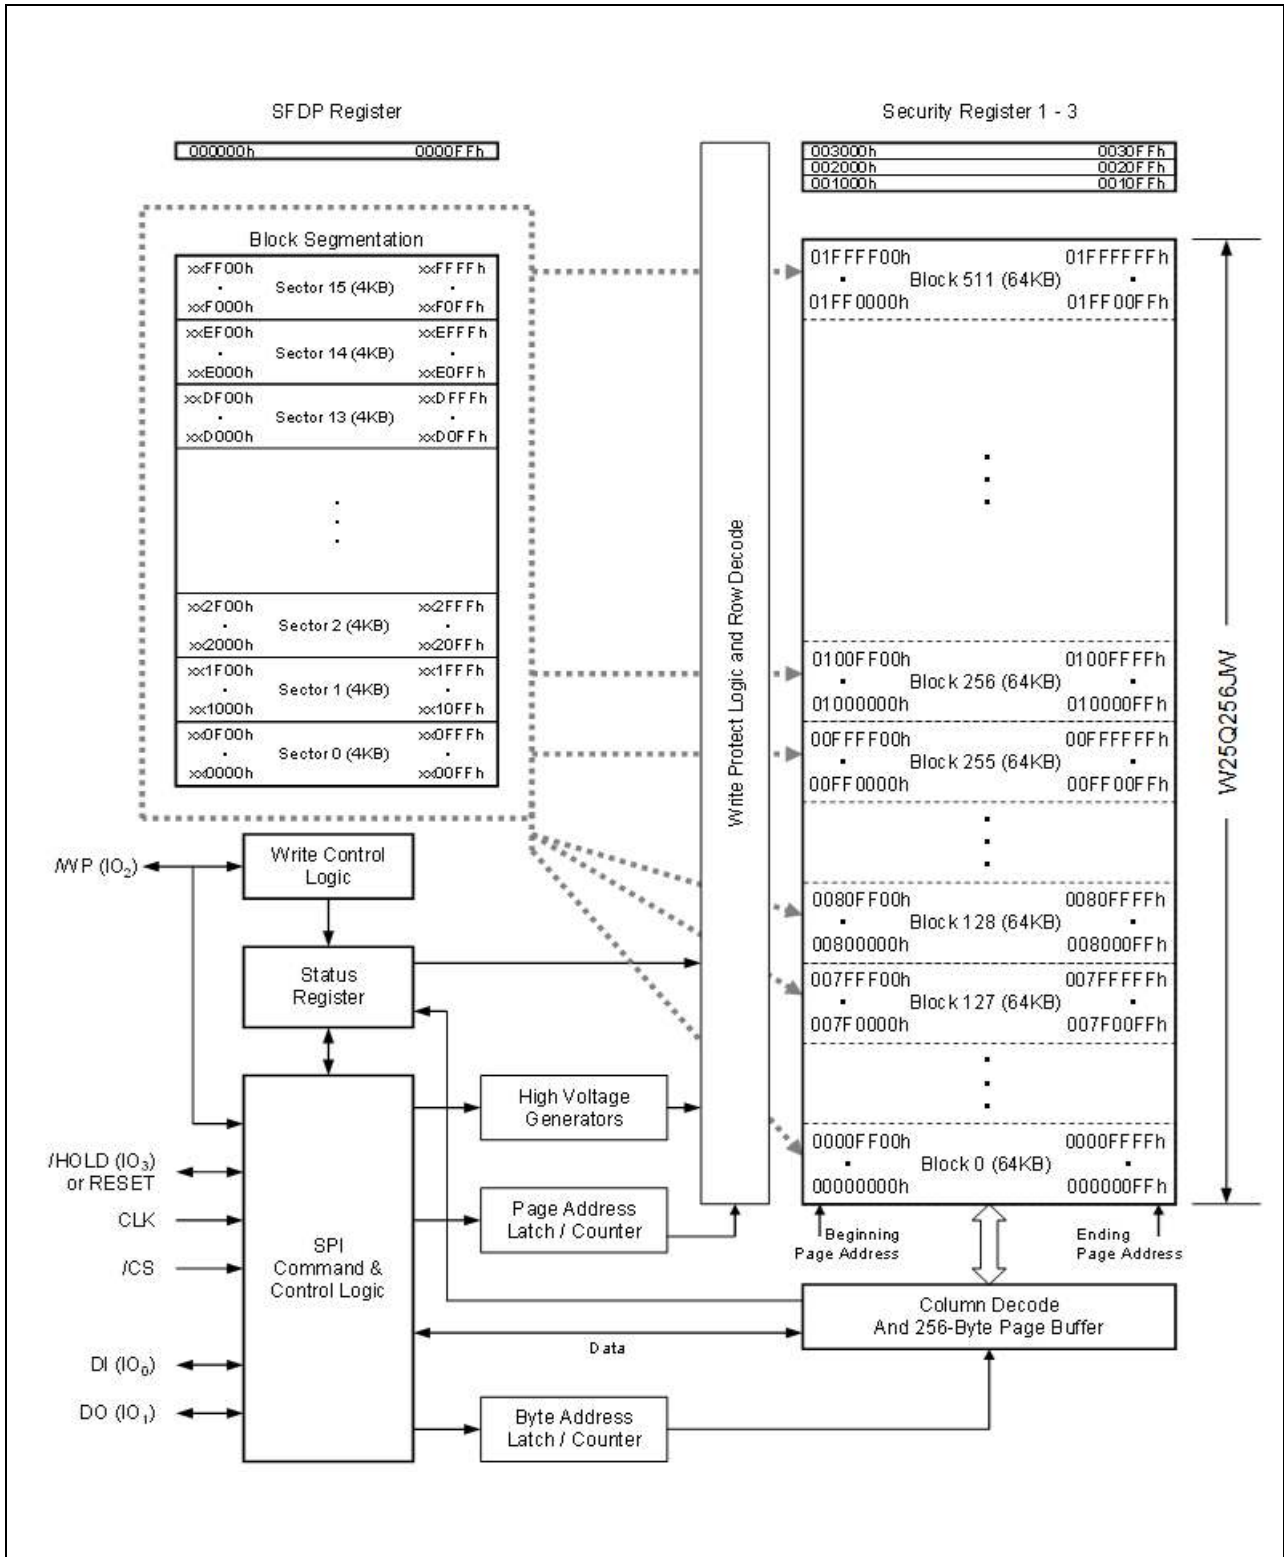 SFDP Register
000000h 0000FFh
Security Register 1 - 3
003000h 0030FFh
002000h 0020FFh
001000h 0010FFh
Block Segmentation
xxFF00h xxFFFFh
Sector 15 (4KB)
xxF000h xxF0FFh
xxEF00h xxEFFFh
Sector 14 (4KB)
xxE000h xxE0FFh
xxDF00h xxDFFFh
Sector 13 (4KB)
xxD000h xxD0FFh
xx2F00h xx2FFFh
Sector 2 (4KB)
xx2000h xx20FFh
xx1F00h xx1FFFh
Sector 1 (4KB)
xx1000h xx10FFh
xx0F00h xx0FFFh
Sector 0 (4KB)
xx0000h xx00FFh
Write Protect Logic and Row Decode
01FFFF00h 01FFFFFFh
Block 511 (64KB)
01FF0000h 01FF00FFh
0100FF00h 0100FFFFh
Block 256 (64KB)
01000000h 010000FFh
00FFFF00h 00FFFFFFh
Block 255 (64KB)
00FF0000h 00FF00FFh
0080FF00h 0080FFFFh
Block 128 (64KB)
00800000h 008000FFh
007FFF00h 007FFFFFh
Block 127 (64KB)
007F0000h 007F00FFh
0000FF00h 0000FFFFh
Block 0 (64KB)
00000000h 000000FFh
W25Q256JW
/WP (IO2)
Write Control
Logic
Status
Register
High Voltage
Generators
/HOLD (IO3)
or RESET
CLK
/CS
SPI
Command &
Control Logic
Page Address
Latch / Counter
Beginning
Page Address
Ending
Page Address
Column Decode
And 256-Byte Page Buffer
Data
DI (IO0)
DO (IO1)
Byte Address
Latch / Counter